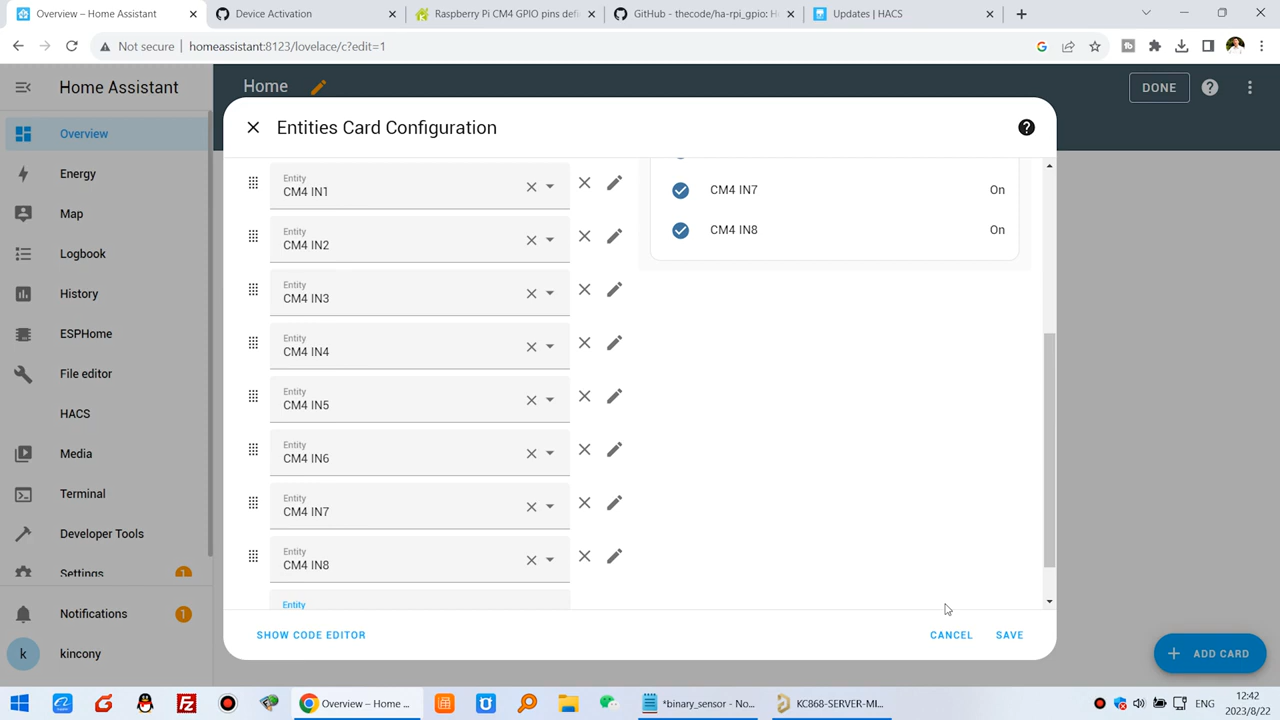 Overview – Home Assistant
Device Activation
Raspberry Pi CM4 GPIO pins defi
GitHub - thecode/ha-rpi_gpio: H
Updates | HACS
Not secure
homeassistant:8123/lovelace/c?edit=1
Home Assistant
Home
DONE
Overview
Energy
Map
Logbook
History
ESPHome
File editor
HACS
Media
Terminal
Developer Tools
Settings
1
Notifications
1
k
kincony
Entities Card Configuration
Entity
CM4 IN1
Entity
CM4 IN2
Entity
CM4 IN3
Entity
CM4 IN4
Entity
CM4 IN5
Entity
CM4 IN6
Entity
CM4 IN7
Entity
CM4 IN8
Entity
CM4 IN7
On
CM4 IN8
On
SHOW CODE EDITOR
CANCEL
SAVE
ADD CARD
Overview – Home ...
*binary_sensor - No...
KC868-SERVER-MI...
ENG
12:42
2023/8/22